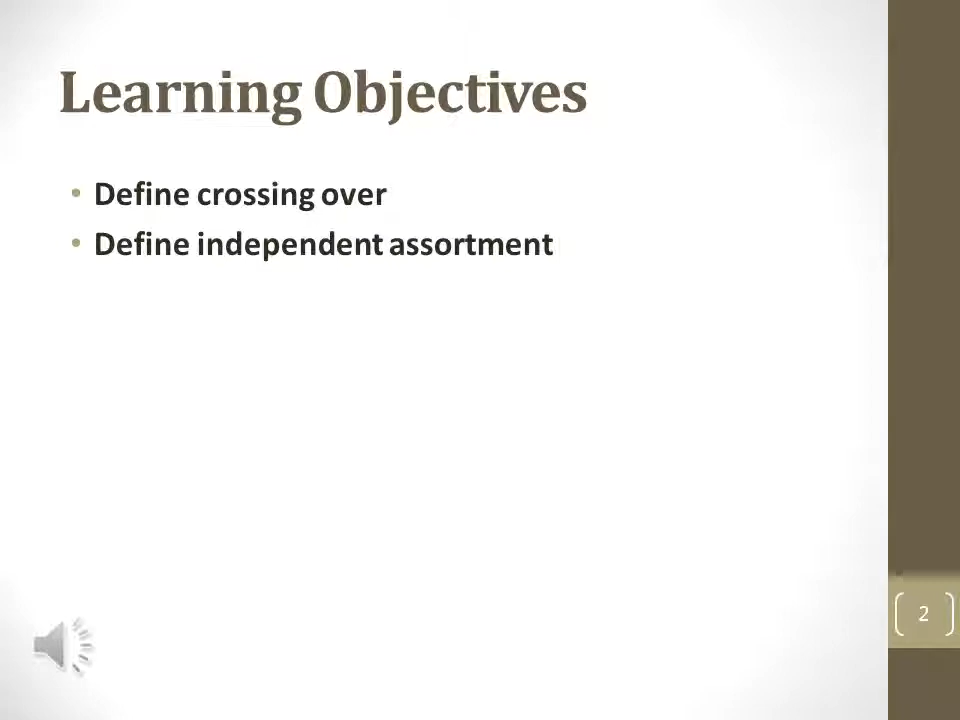 Learning Objectives
• Define crossing over
• Define independent assortment
2